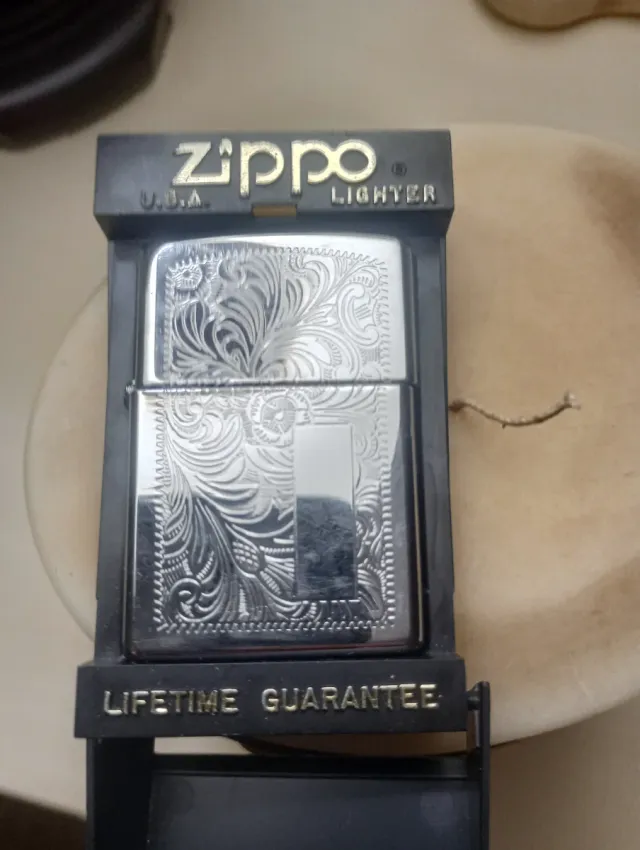 Zippo ®
U.S.A. LIGHTER
LIFETIME GUARANTEE